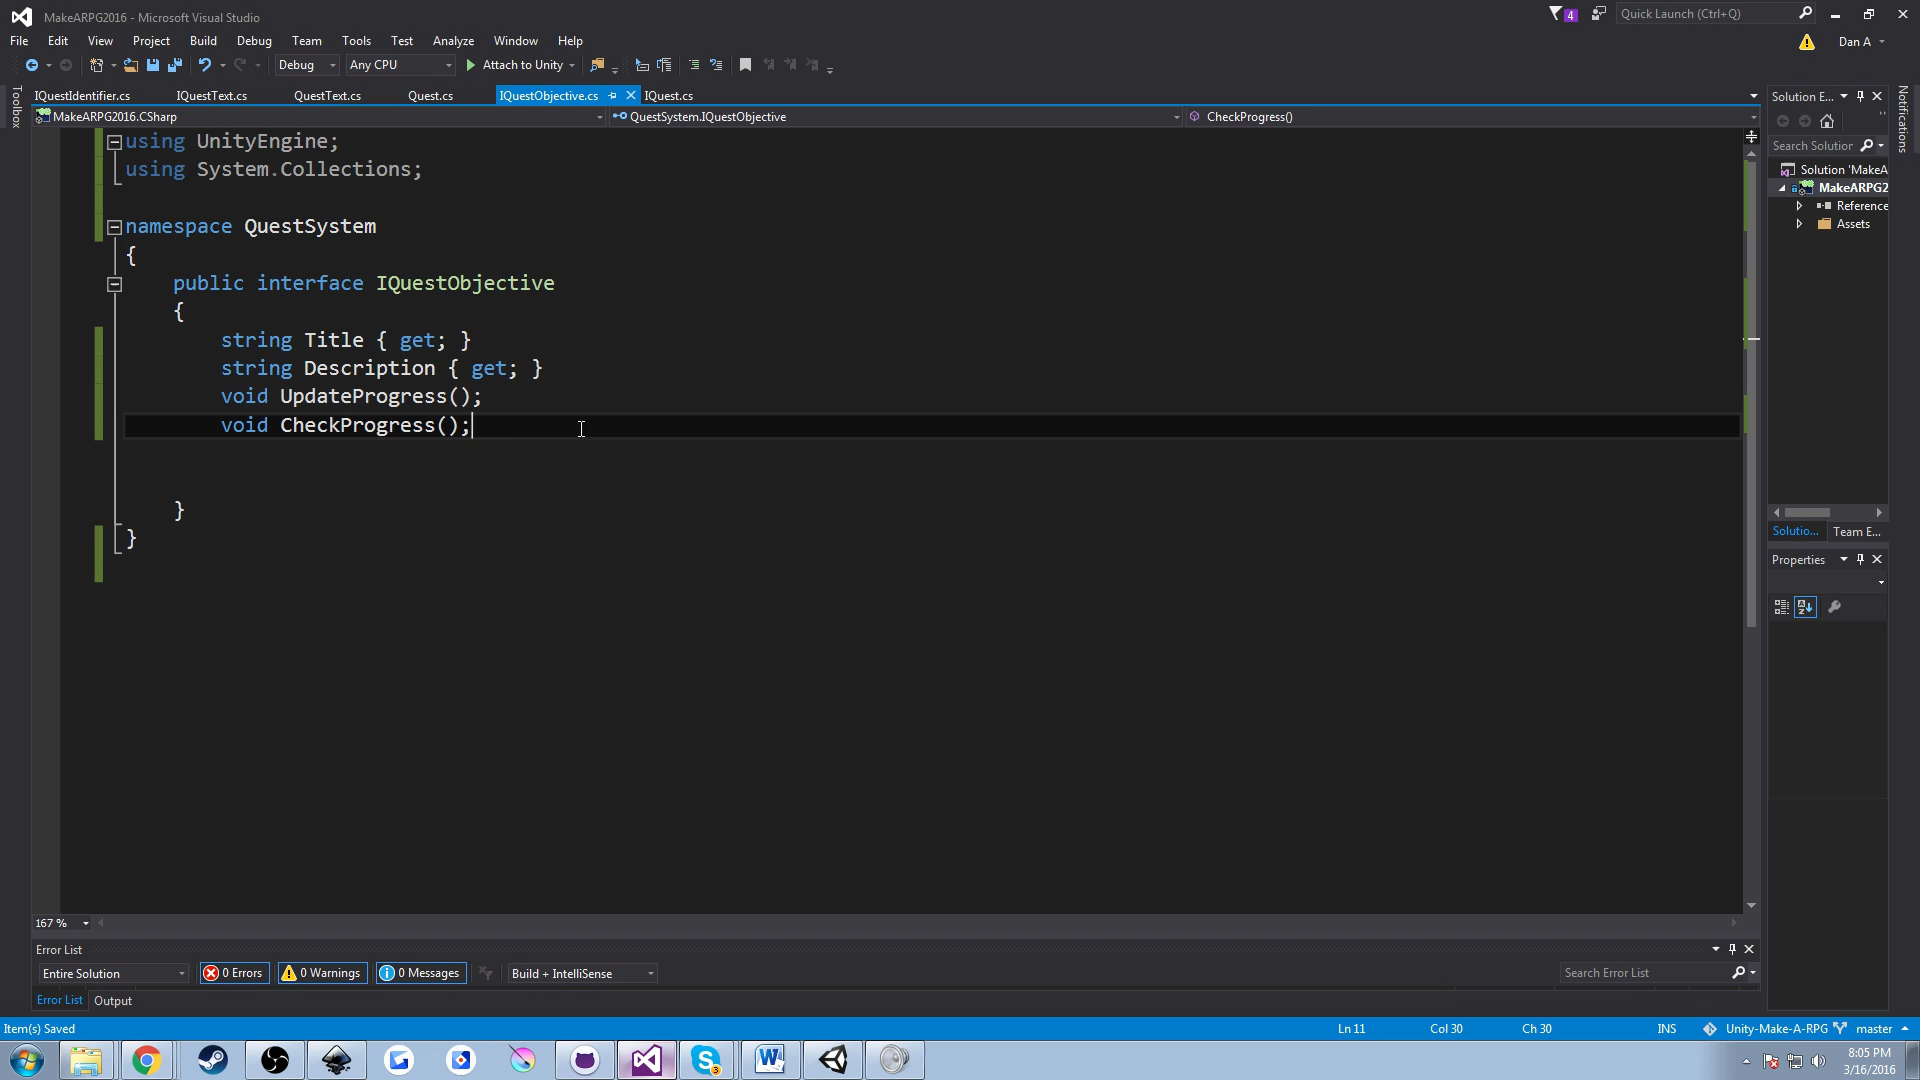 MakeARPG2016 - Microsoft Visual Studio
4
Quick Launch (Ctrl+Q)
File Edit View Project Build Debug Team Tools Test Analyze Window Help
Dan A
Debug Any CPU Attach to Unity
Toolbox
IQuestIdentifier.cs IQuestText.cs QuestText.cs Quest.cs IQuestObjective.cs IQuest.cs
MakeARPG2016.CSharp QuestSystem.IQuestObjective CheckProgress()
using UnityEngine;
using System.Collections;
namespace QuestSystem
{
public interface IQuestObjective
{
string Title { get; }
string Description { get; }
void UpdateProgress();
void CheckProgress();
}
}
167 %
Solution E...
Search Solution
Solution 'MakeA
MakeARPG2
Reference
Assets
Solutio... Team E...
Properties
Notifications
Error List
Entire Solution 0 Errors 0 Warnings 0 Messages Build + IntelliSense
Search Error List
Error List Output
Item(s) Saved Ln 11 Col 30 Ch 30 INS Unity-Make-A-RPG master
3
8:05 PM
3/16/2016